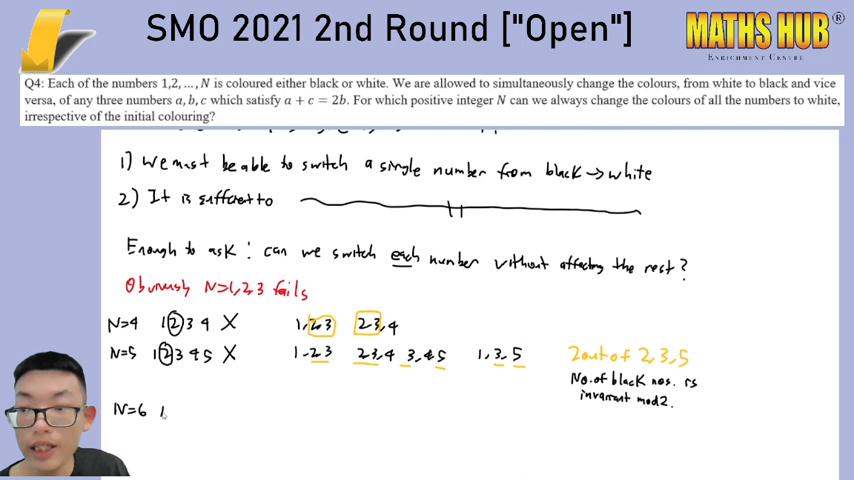 SMO 2021 2nd Round ["Open"]
MATHS HUB®
ENRICHMENT CENTRE
Q4: Each of the numbers 1,2, ..., N is coloured either black or white. We are allowed to simultaneously change the colours, from white to black and vice
versa, of any three numbers a, b, c which satisfy a + c = 2b. For which positive integer N can we always change the colours of all the numbers to white,
irrespective of the initial colouring?
1) We must be able to switch a single number from black → white
2) It is sufficient to
Enough to ask : can we switch each number without affecting the rest?
Obviously N=1,2,3 fails
N=4 1 2 3 4 X 1,2,3 2,3,4
N=5 1 2 3 4 5 X 1,2,3 2,3,4 3,4,5 1,3,5 2 out of 2,3,5
No. of black nos. is
invariant mod 2.
N=6 1